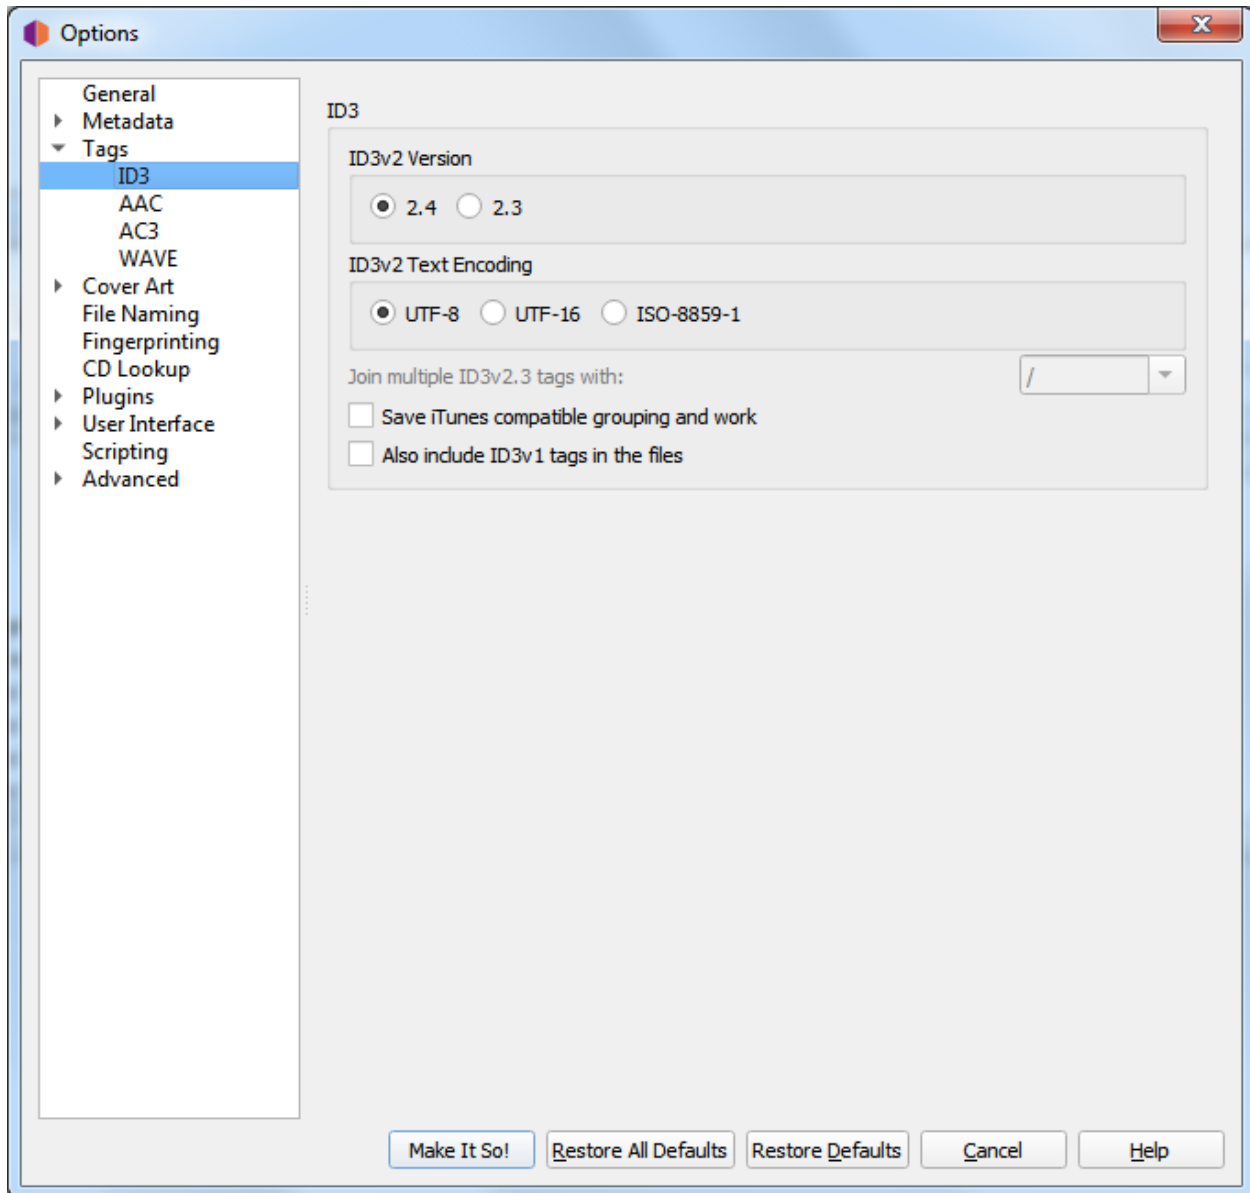 Options
General
Metadata
Tags
ID3
AAC
AC3
WAVE
Cover Art
File Naming
Fingerprinting
CD Lookup
Plugins
User Interface
Scripting
Advanced
ID3
ID3v2 Version
2.4 2.3
ID3v2 Text Encoding
UTF-8 UTF-16 ISO-8859-1
Join multiple ID3v2.3 tags with: /
Save iTunes compatible grouping and work
Also include ID3v1 tags in the files
Make It So! Restore All Defaults Restore Defaults Cancel Help